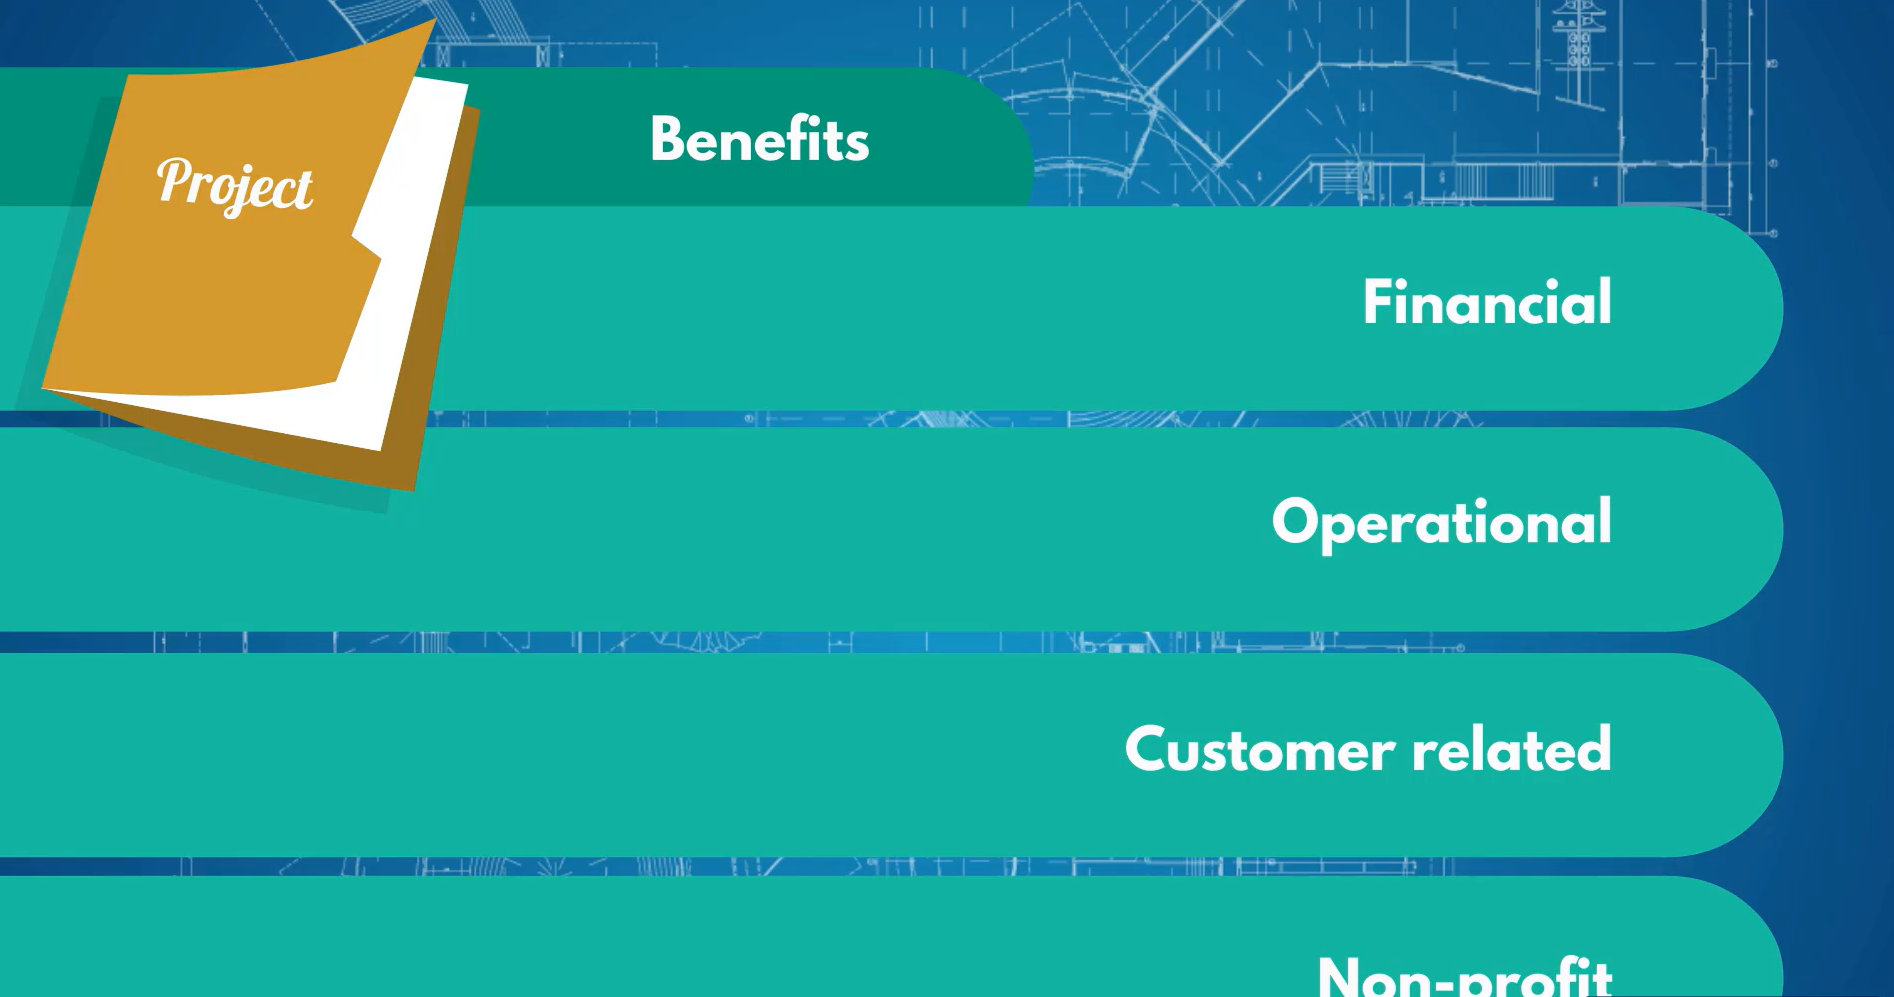 Project
Benefits
Financial
Operational
Customer related
Non-profit